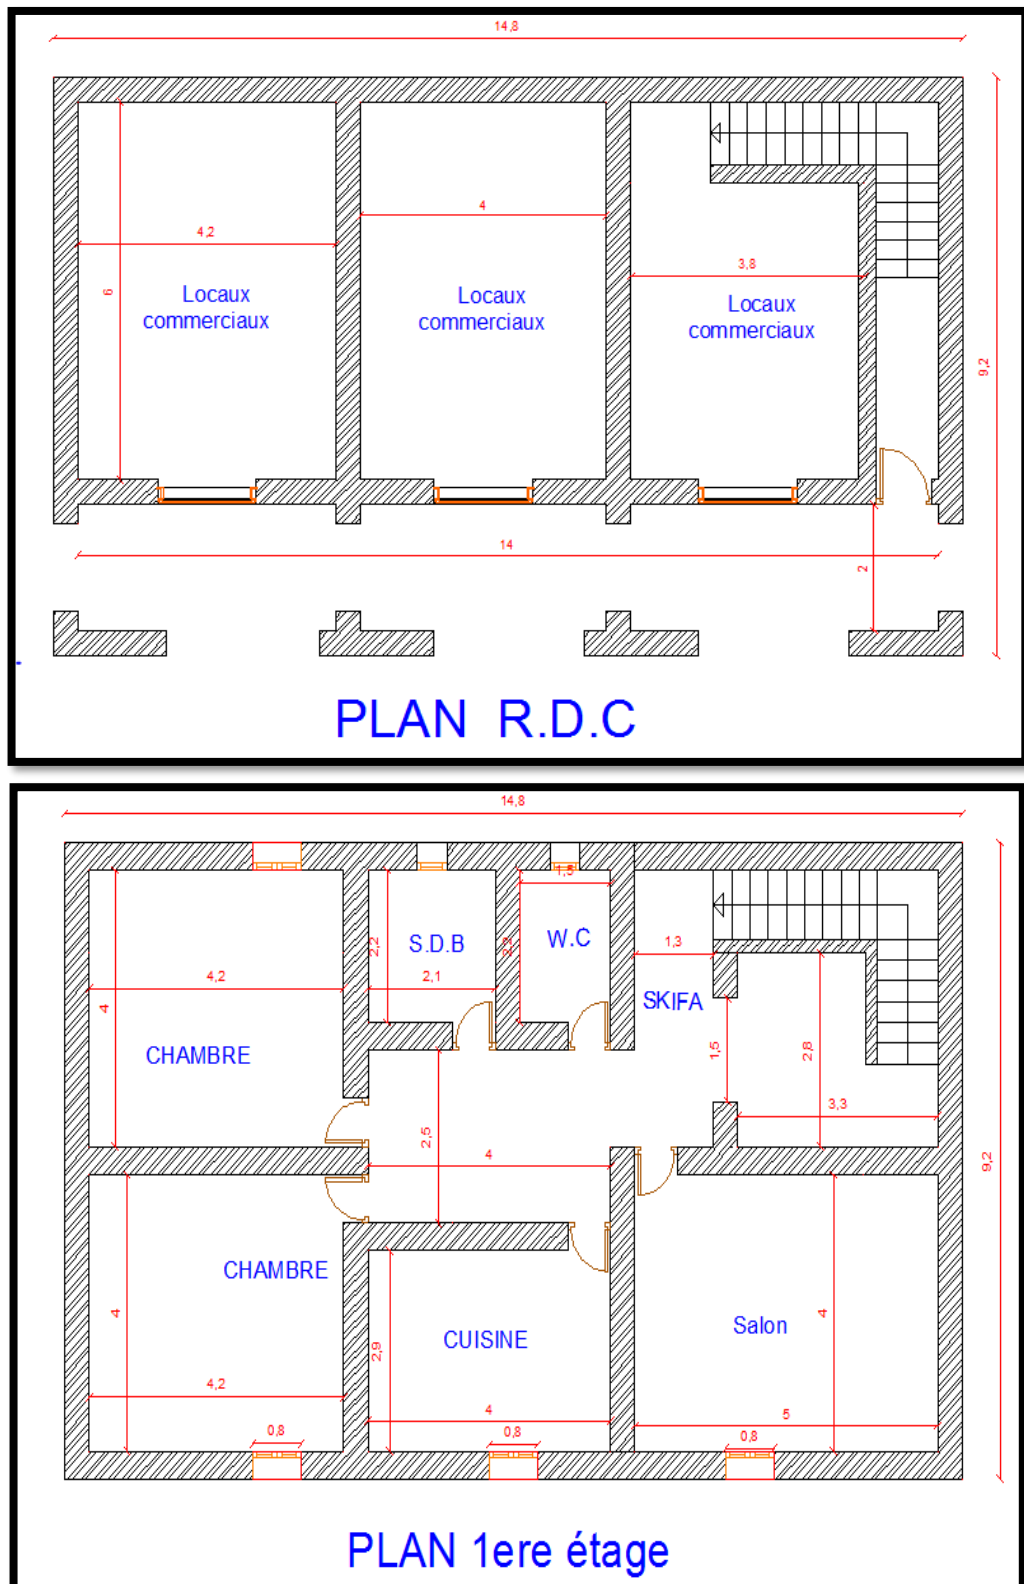 14,8
4
4,2
3,8
6
Locaux
commerciaux
Locaux
commerciaux
Locaux
commerciaux
9,2
14
2
PLAN R.D.C
14,8
1,5
2,2
S.D.B
2,2
W.C
1,3
4,2
2,1
SKIFA
4
CHAMBRE
1,5
2,8
2,5
3,3
4
9,2
CHAMBRE
4
2,9
CUISINE
Salon
4
4,2
4
5
0,8
0,8
0,8
PLAN 1ere étage